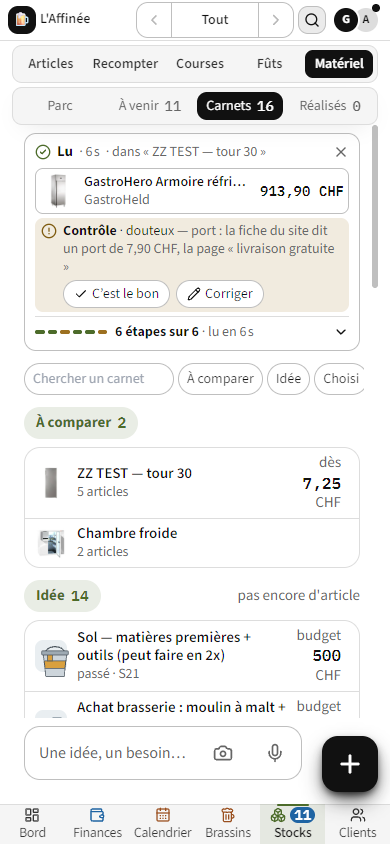 L'Affinée
Tout
G
A
Articles
Recompter
Courses
Fûts
Matériel
Parc
À venir 11
Carnets 16
Réalisés 0
Lu · 6 s · dans « ZZ TEST — tour 30 »
GastroHero Armoire réfri...
913,90 CHF
GastroHeld
Contrôle · douteux — port : la fiche du site dit
un port de 7,90 CHF, la page « livraison gratuite
»
C'est le bon
Corriger
6 étapes sur 6 · lu en 6 s
Chercher un carnet
À comparer
Idée
Choisi
À comparer 2
ZZ TEST — tour 30
5 articles
dès
7,25
CHF
Chambre froide
2 articles
Idée 14
pas encore d'article
Sol — matières premières +
outils (peut faire en 2x)
passé · S21
budget
500
CHF
Achat brasserie : moulin à malt +
budget
Une idée, un besoin...
Bord
Finances
Calendrier
Brassins
11
Stocks
Clients